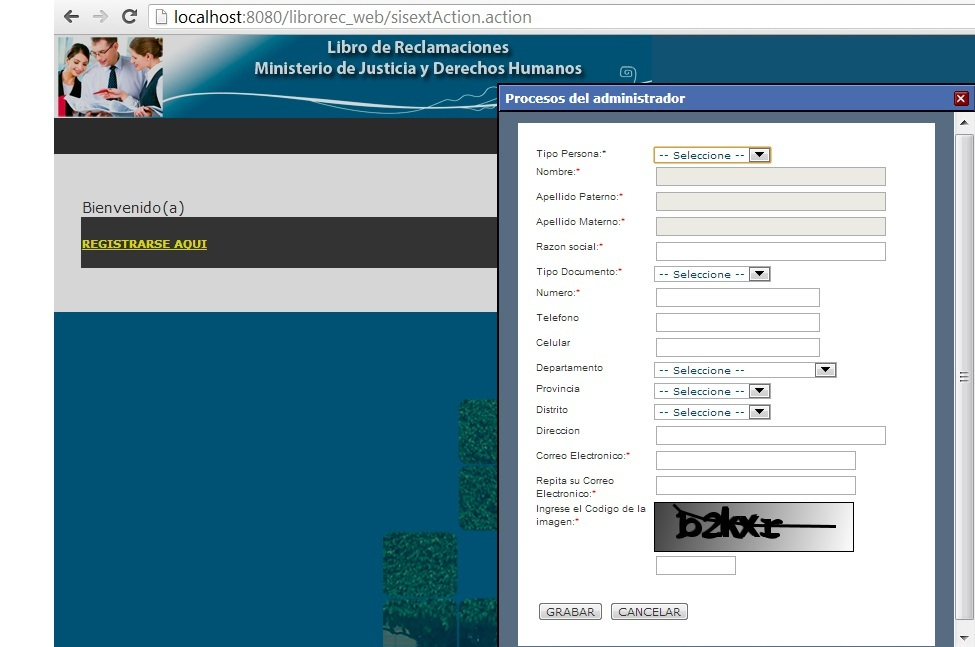 localhost:8080/librorec_web/sisextAction.action
Libro de Reclamaciones
Ministerio de Justicia y Derechos Humanos
Procesos del administrador
Bienvenido(a)
REGISTRARSE AQUI
Tipo Persona:* -- Seleccione --
Nombre:*
Apellido Paterno:*
Apellido Materno:*
Razon social:*
Tipo Documento:* -- Seleccione --
Numero:*
Telefono
Celular
Departamento -- Seleccione --
Provincia -- Seleccione --
Distrito -- Seleccione --
Direccion
Correo Electronico:*
Repita su Correo
Electronico:*
Ingrese el Codigo de la
imagen:*
b2kxr
GRABAR CANCELAR